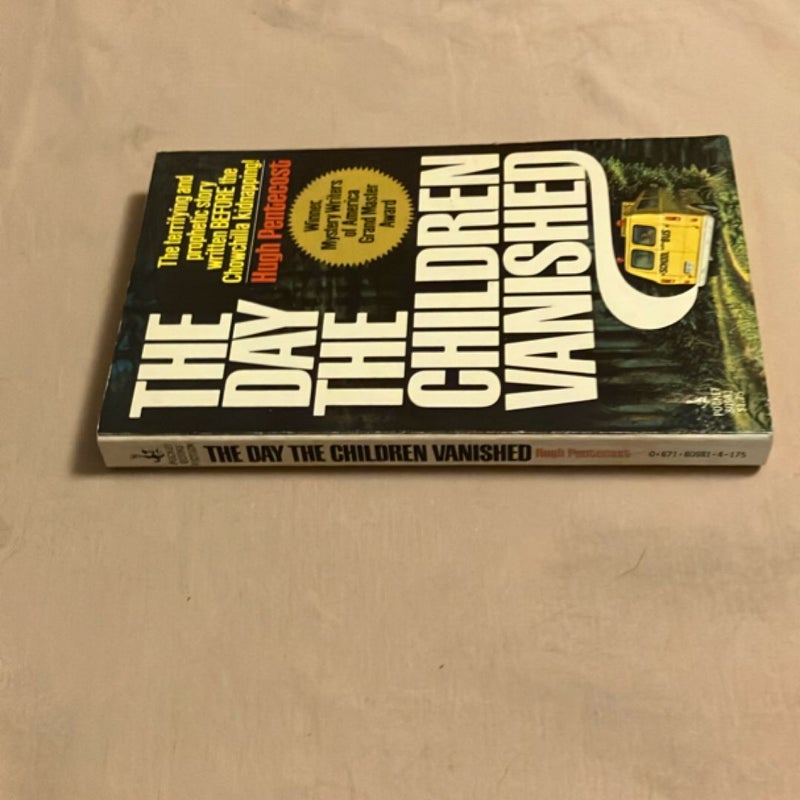 The terrifying and
prophetic story
written BEFORE the
Chowchilla kidnapping!
Hugh Pentecost
Winner,
Mystery Writers
of America
Grand Master
Award
THE
DAY
THE
CHILDREN
VANISHED
SCHOOL BUS
POCKET
THE DAY THE CHILDREN VANISHED Hugh Pentecost 0-671-80981-4-175